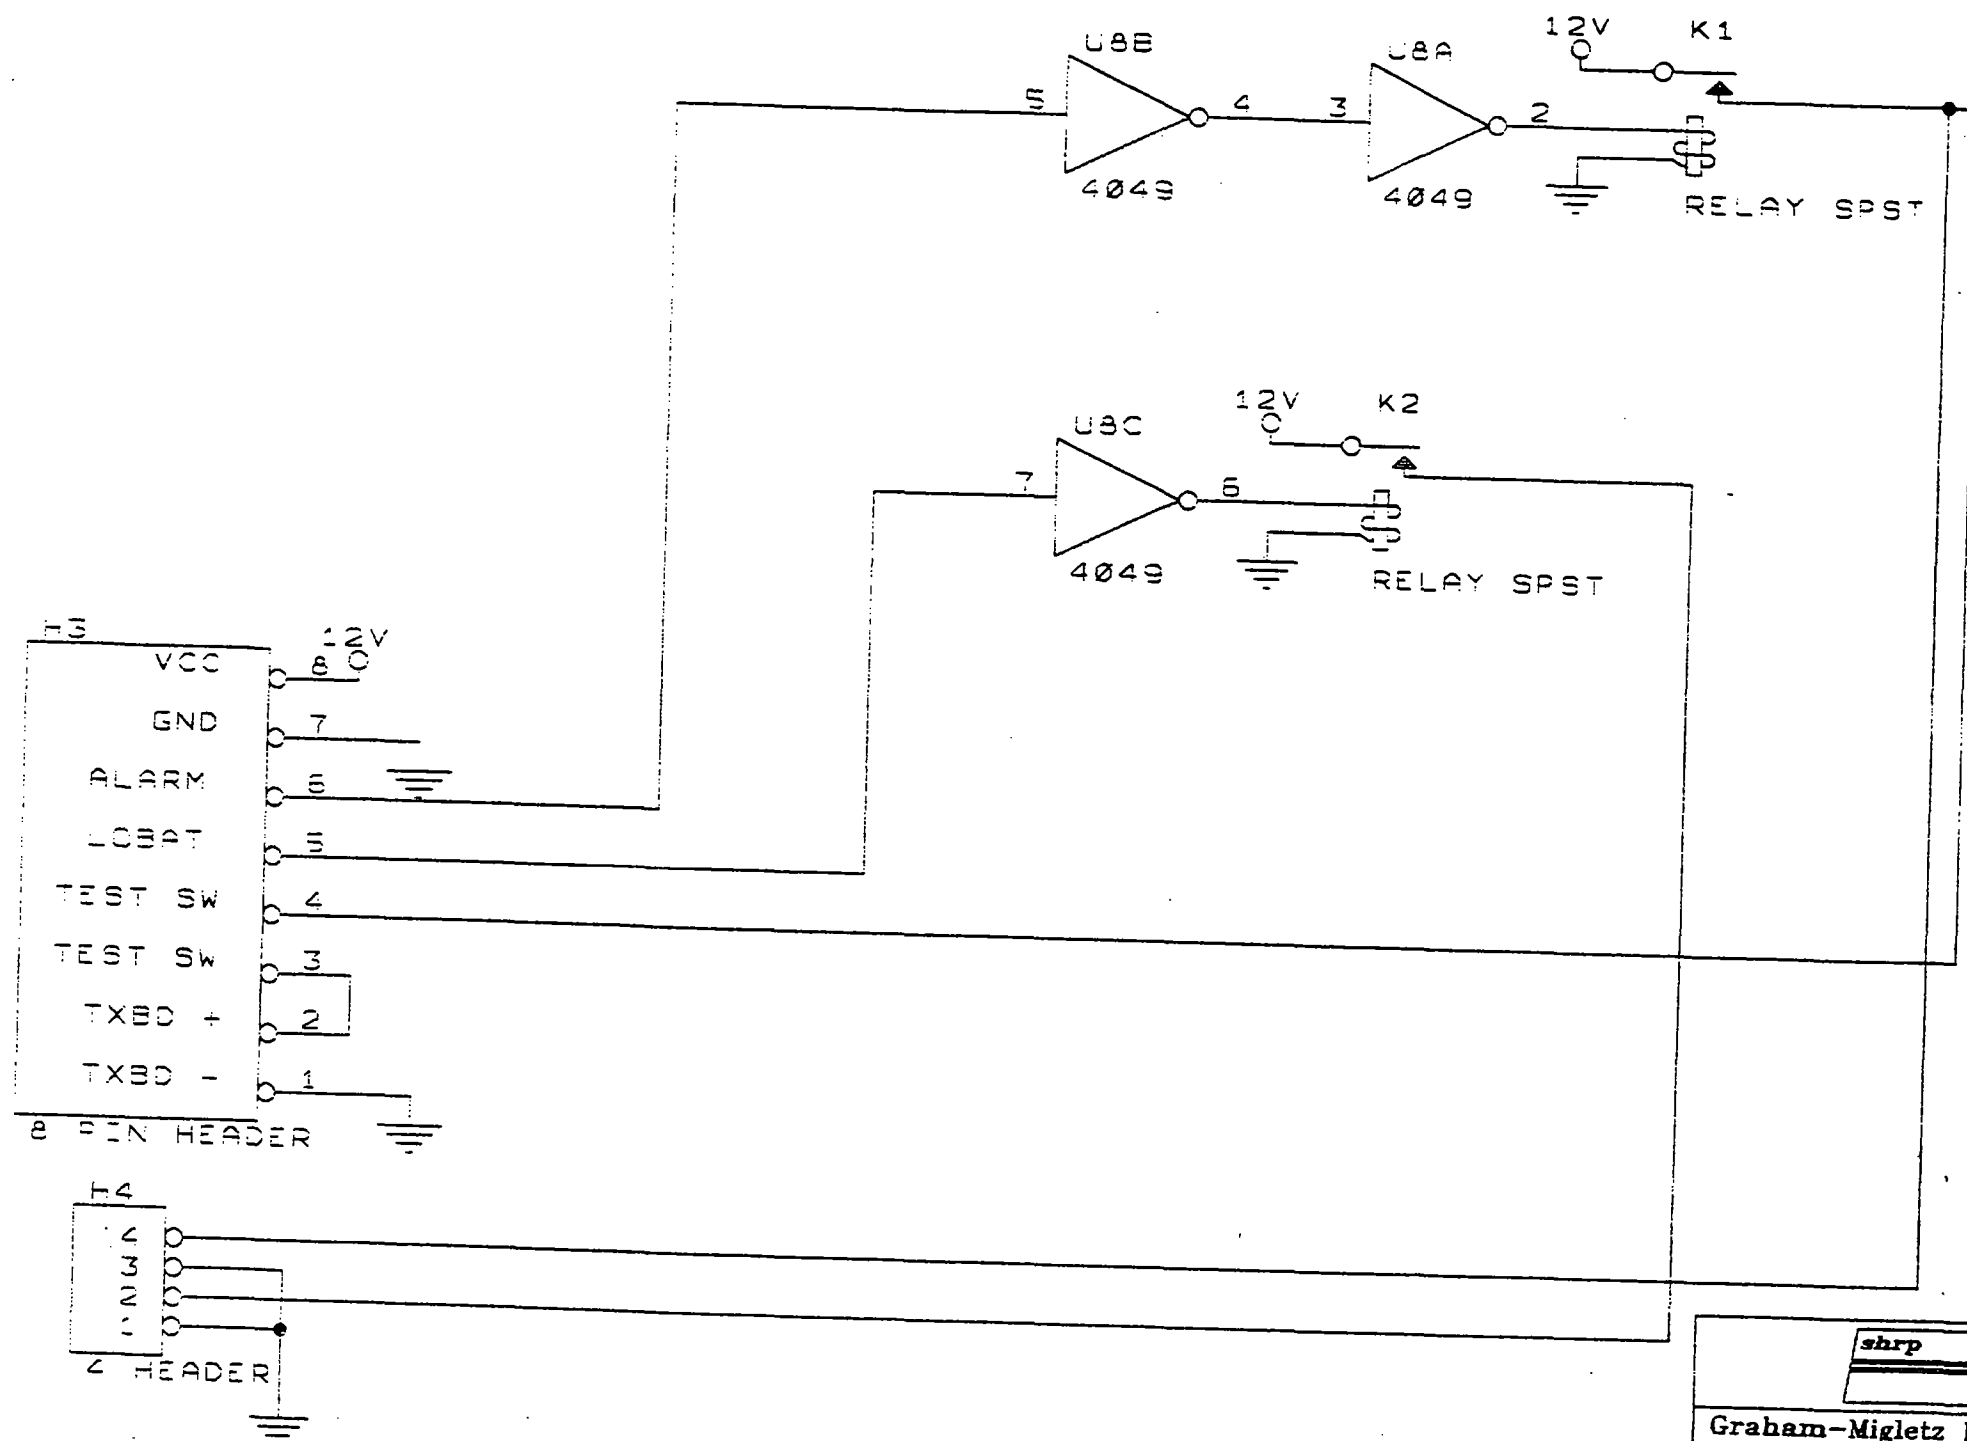 U8B
U8A
12V
K1
5
4
3
2
4049
4049
RELAY SPST
U8C
12V
K2
7
6
4049
RELAY SPST
H3
VCC
8
12V
GND
7
ALARM
6
LOBAT
5
TEST SW
4
TEST SW
3
TXBD +
2
TXBD -
1
8 PIN HEADER
H4
4
3
2
1
4 HEADER
shrp
Graham-Migletz